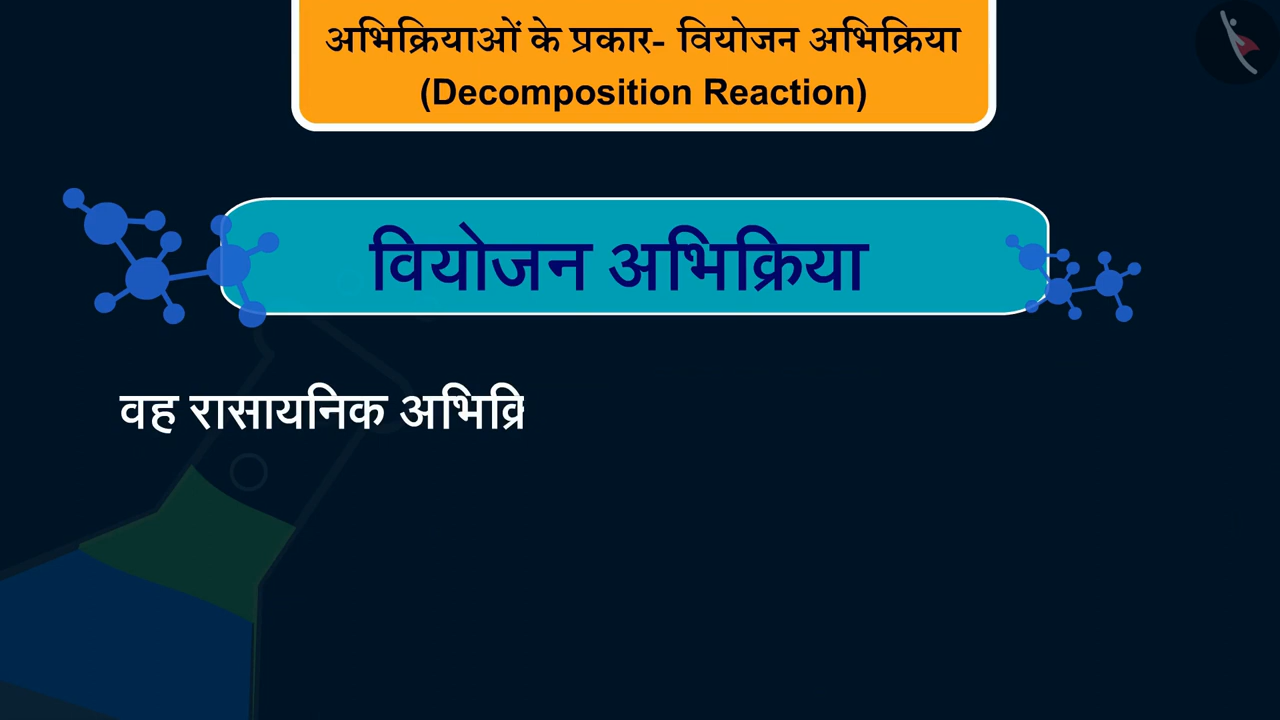 अभिक्रियाओं के प्रकार- वियोजन अभिक्रिया
(Decomposition Reaction)
वियोजन अभिक्रिया
वह रासायनिक अभिक्रि